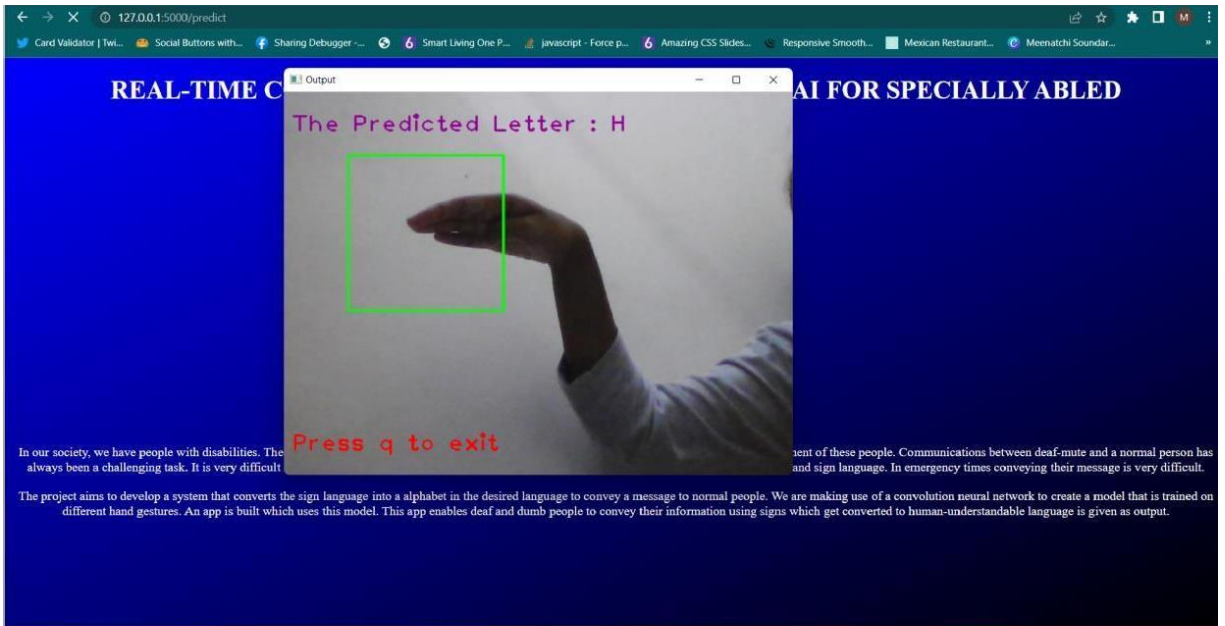 127.0.0.1:5000/predict
M
Card Validator | Twi...
Social Buttons with...
Sharing Debugger -...
Smart Living One P...
javascript - Force p...
Amazing CSS Slides...
Responsive Smooth...
Mexican Restaurant...
Meenatchi Soundar...
»
REAL-TIME C
AI FOR SPECIALLY ABLED
Output
The Predicted Letter : H
Press q to exit
In our society, we have people with disabilities. The
nent of these people. Communications between deaf-mute and a normal person has
always been a challenging task. It is very difficult
and sign language. In emergency times conveying their message is very difficult.
The project aims to develop a system that converts the sign language into a alphabet in the desired language to convey a message to normal people. We are making use of a convolution neural network to create a model that is trained on
different hand gestures. An app is built which uses this model. This app enables deaf and dumb people to convey their information using signs which get converted to human-understandable language is given as output.